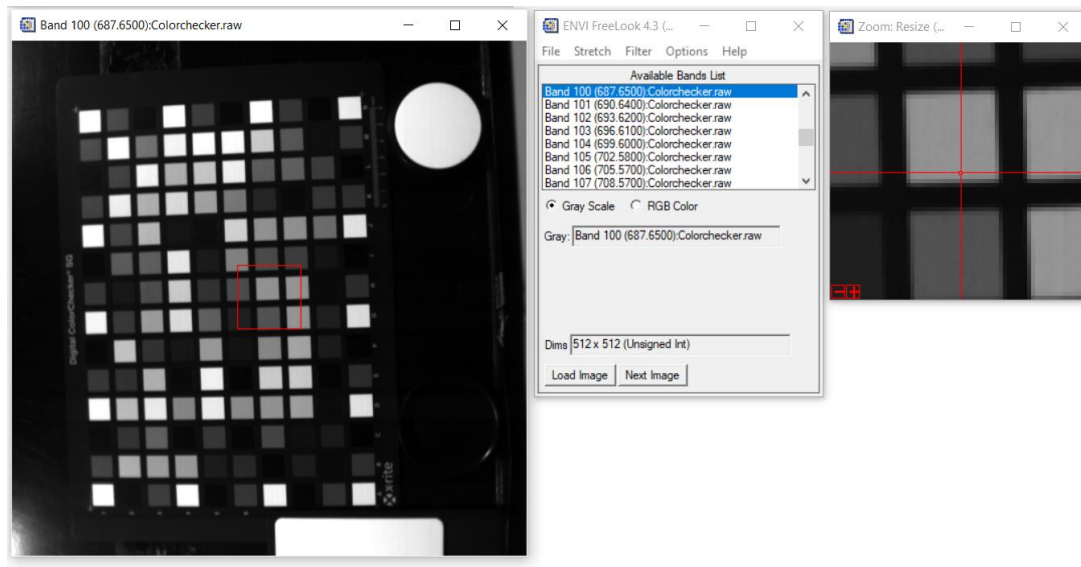 Band 100 (687.6500):Colorchecker.raw
Digital ColorChecker® SG
x·rite
ENVI FreeLook 4.3 (...
File Stretch Filter Options Help
Available Bands List
Band 100 (687.6500):Colorchecker.raw
Band 101 (690.6400):Colorchecker.raw
Band 102 (693.6200):Colorchecker.raw
Band 103 (696.6100):Colorchecker.raw
Band 104 (699.6000):Colorchecker.raw
Band 105 (702.5800):Colorchecker.raw
Band 106 (705.5700):Colorchecker.raw
Band 107 (708.5700):Colorchecker.raw
Gray Scale RGB Color
Gray: Band 100 (687.6500):Colorchecker.raw
Dims 512 x 512 (Unsigned Int)
Load Image Next Image
Zoom: Resize (...